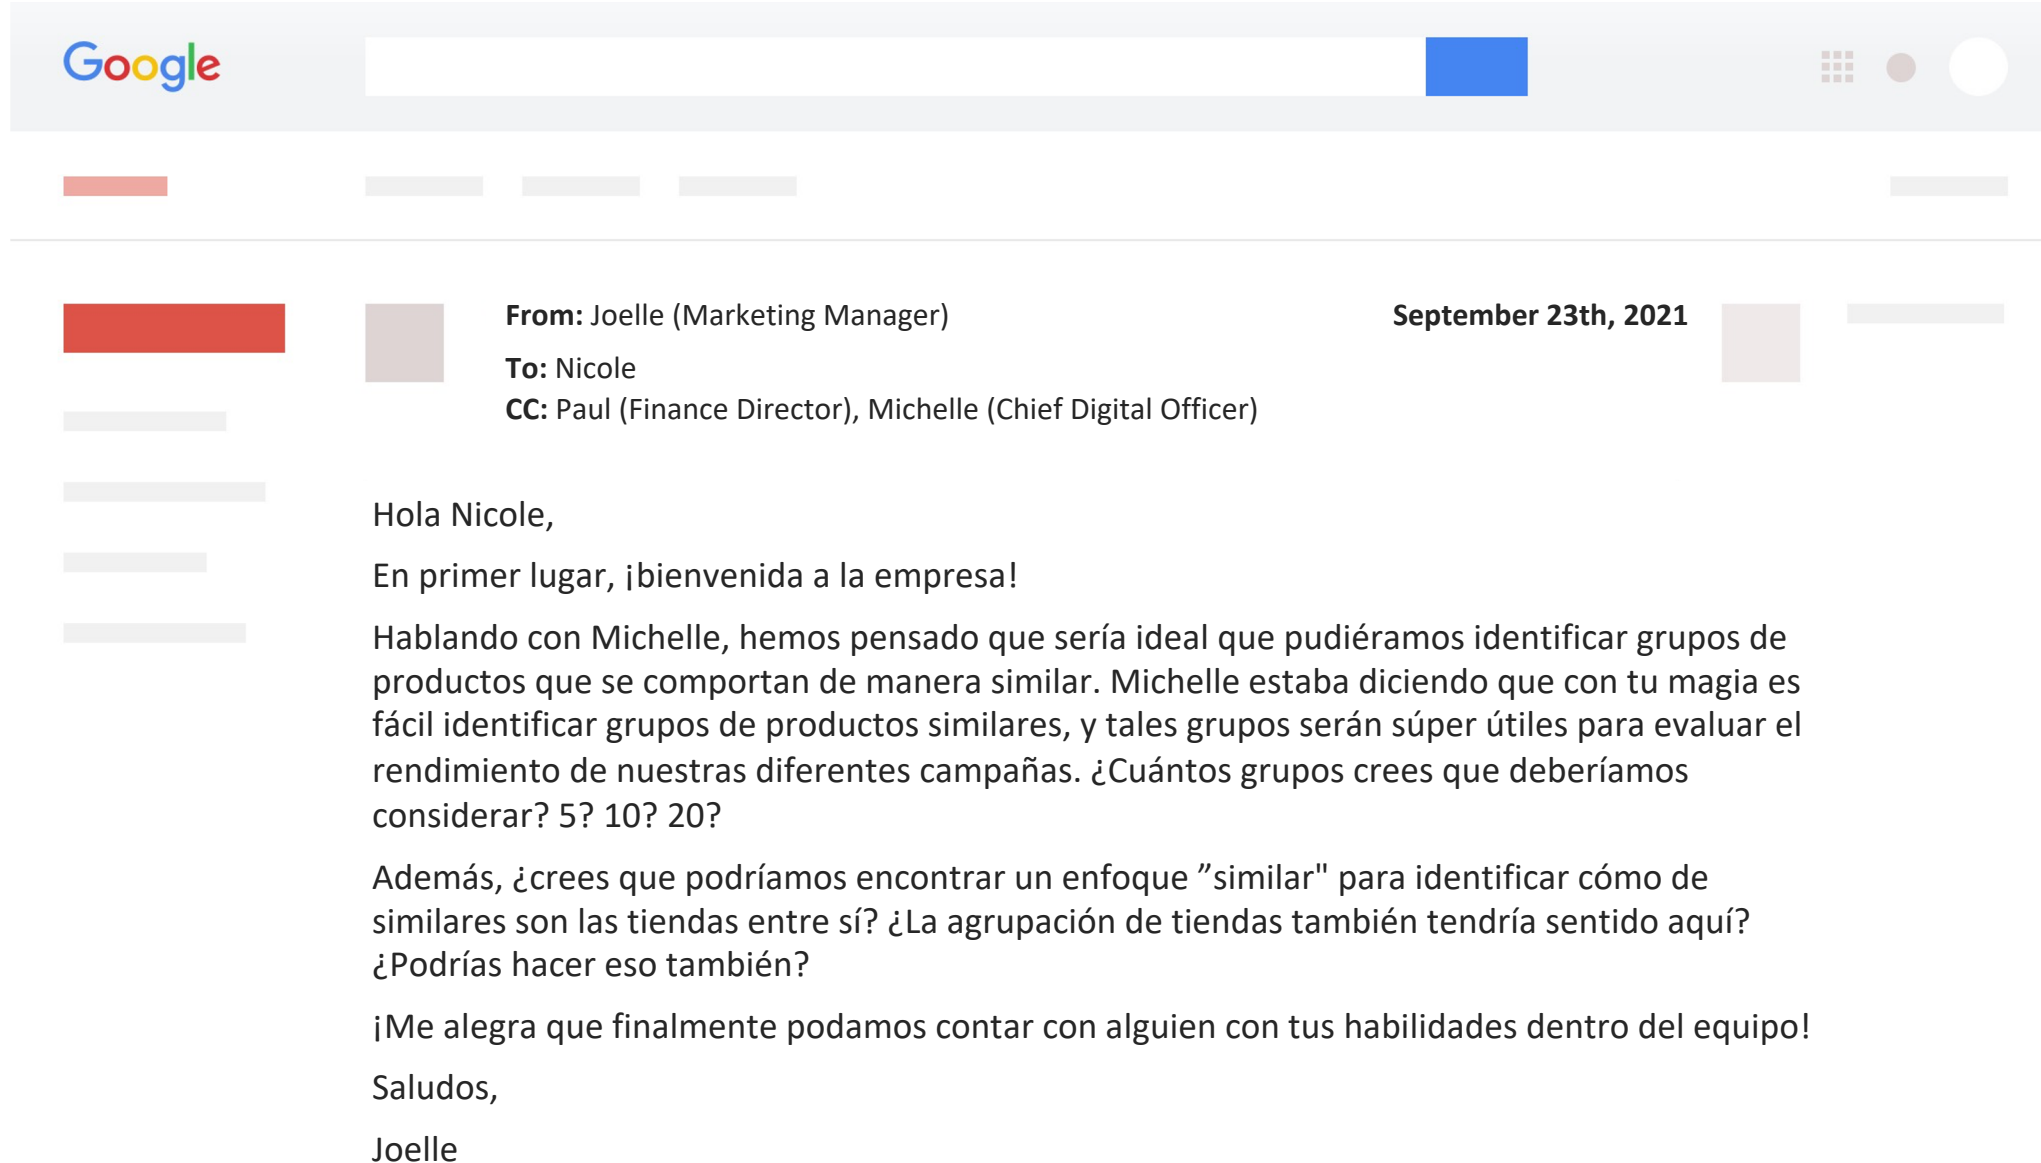 Google
From: Joelle (Marketing Manager)
September 23th, 2021
To: Nicole
CC: Paul (Finance Director), Michelle (Chief Digital Officer)
Hola Nicole,
En primer lugar, ¡bienvenida a la empresa!
Hablando con Michelle, hemos pensado que sería ideal que pudiéramos identificar grupos de
productos que se comportan de manera similar. Michelle estaba diciendo que con tu magia es
fácil identificar grupos de productos similares, y tales grupos serán súper útiles para evaluar el
rendimiento de nuestras diferentes campañas. ¿Cuántos grupos crees que deberíamos
considerar? 5? 10? 20?
Además, ¿crees que podríamos encontrar un enfoque ”similar" para identificar cómo de
similares son las tiendas entre sí? ¿La agrupación de tiendas también tendría sentido aquí?
¿Podrías hacer eso también?
¡Me alegra que finalmente podamos contar con alguien con tus habilidades dentro del equipo!
Saludos,
Joelle